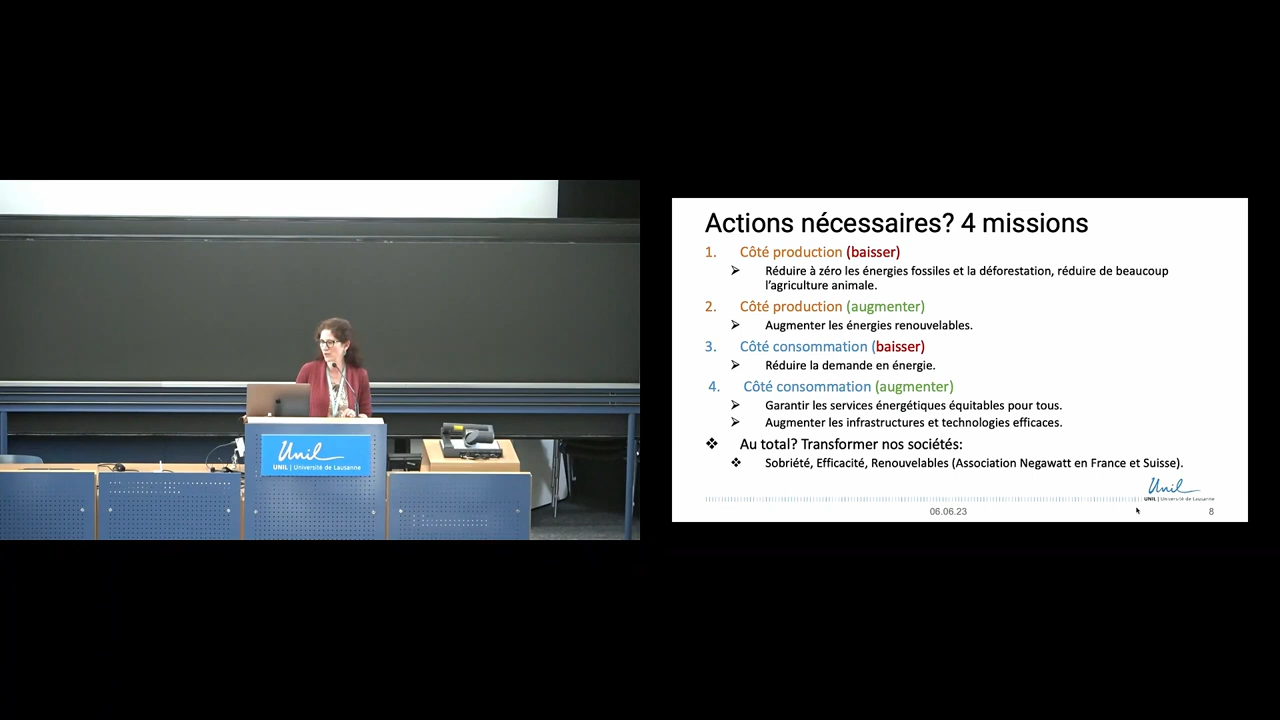 Unil
UNIL | Université de Lausanne
Actions nécessaires? 4 missions
1. Côté production (baisser)
➢ Réduire à zéro les énergies fossiles et la déforestation, réduire de beaucoup
l'agriculture animale.
2. Côté production (augmenter)
➢ Augmenter les énergies renouvelables.
3. Côté consommation (baisser)
➢ Réduire la demande en énergie.
4. Côté consommation (augmenter)
➢ Garantir les services énergétiques équitables pour tous.
➢ Augmenter les infrastructures et technologies efficaces.
❖ Au total? Transformer nos sociétés:
❖ Sobriété, Efficacité, Renouvelables (Association Negawatt en France et Suisse).
Unil
UNIL | Université de Lausanne
06.06.23
8